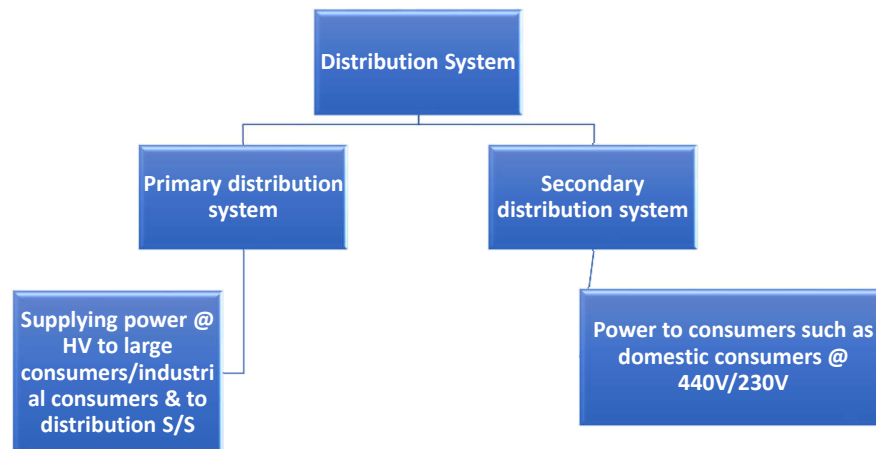 Distribution System
Primary distribution
system
Secondary
distribution system
Supplying power @
HV to large
consumers/industri
al consumers & to
distribution S/S
Power to consumers such as
domestic consumers @
440V/230V